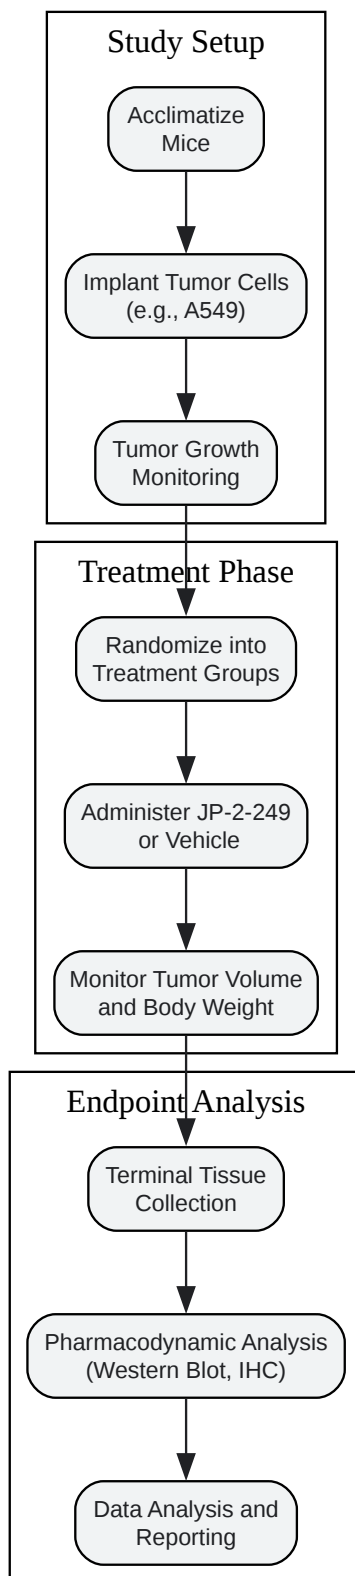 Study Setup
Acclimatize
Mice
Implant Tumor Cells
(e.g., A549)
Tumor Growth
Monitoring
Treatment Phase
Randomize into
Treatment Groups
Administer JP-2-249
or Vehicle
Monitor Tumor Volume
and Body Weight
Endpoint Analysis
Terminal Tissue
Collection
Pharmacodynamic Analysis
(Western Blot, IHC)
Data Analysis and
Reporting